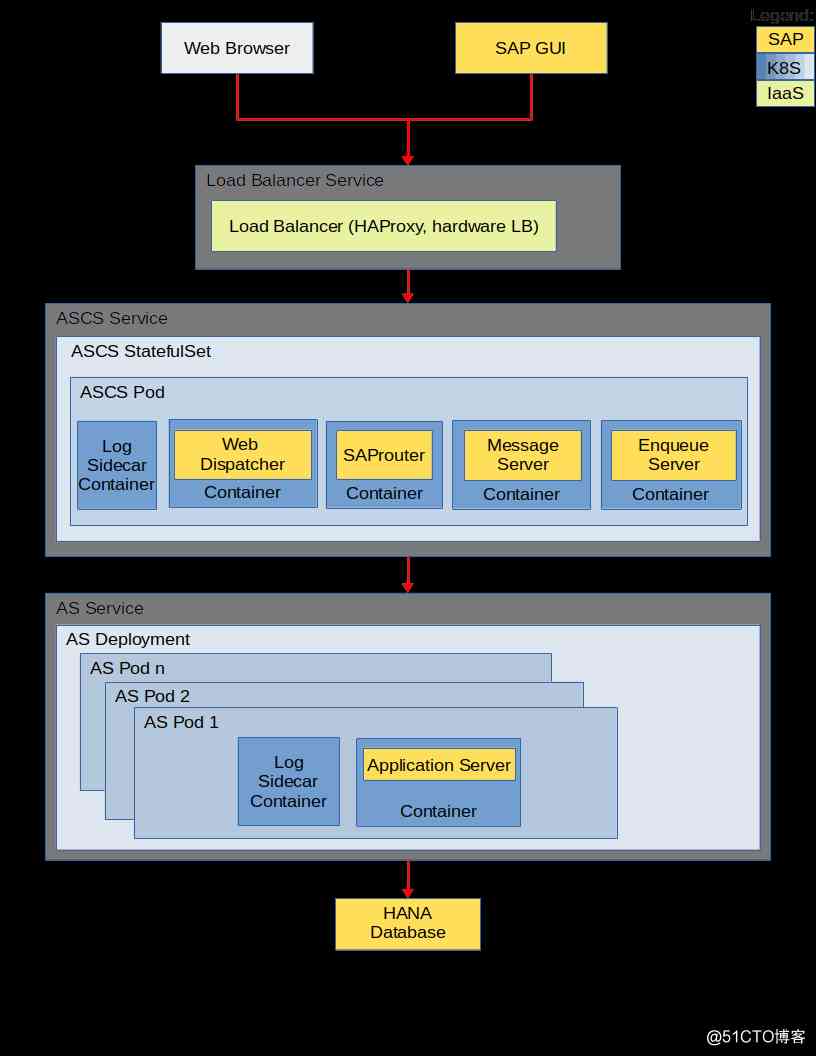 Legend:
SAP
K8S
IaaS
Web Browser
SAP GUI
Load Balancer Service
Load Balancer (HAProxy, hardware LB)
ASCS Service
ASCS StatefulSet
ASCS Pod
Log
Sidecar
Container
Web
Dispatcher
Container
SAProuter
Container
Message
Server
Container
Enqueue
Server
Container
AS Service
AS Deployment
AS Pod n
AS Pod 2
AS Pod 1
Log
Sidecar
Container
Application Server
Container
HANA
Database
@51CTO博客